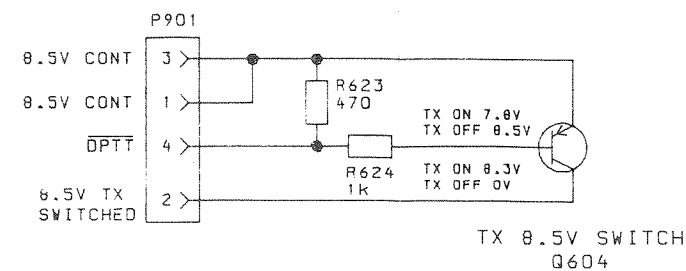 P901
8.5V CONT 3
8.5V CONT 1
DPTT 4
8.5V TX
SWITCHED
2
R623
470
R624
1k
TX ON 7.8V
TX OFF 8.5V
TX ON 8.3V
TX OFF 0V
TX 8.5V SWITCH
Q604